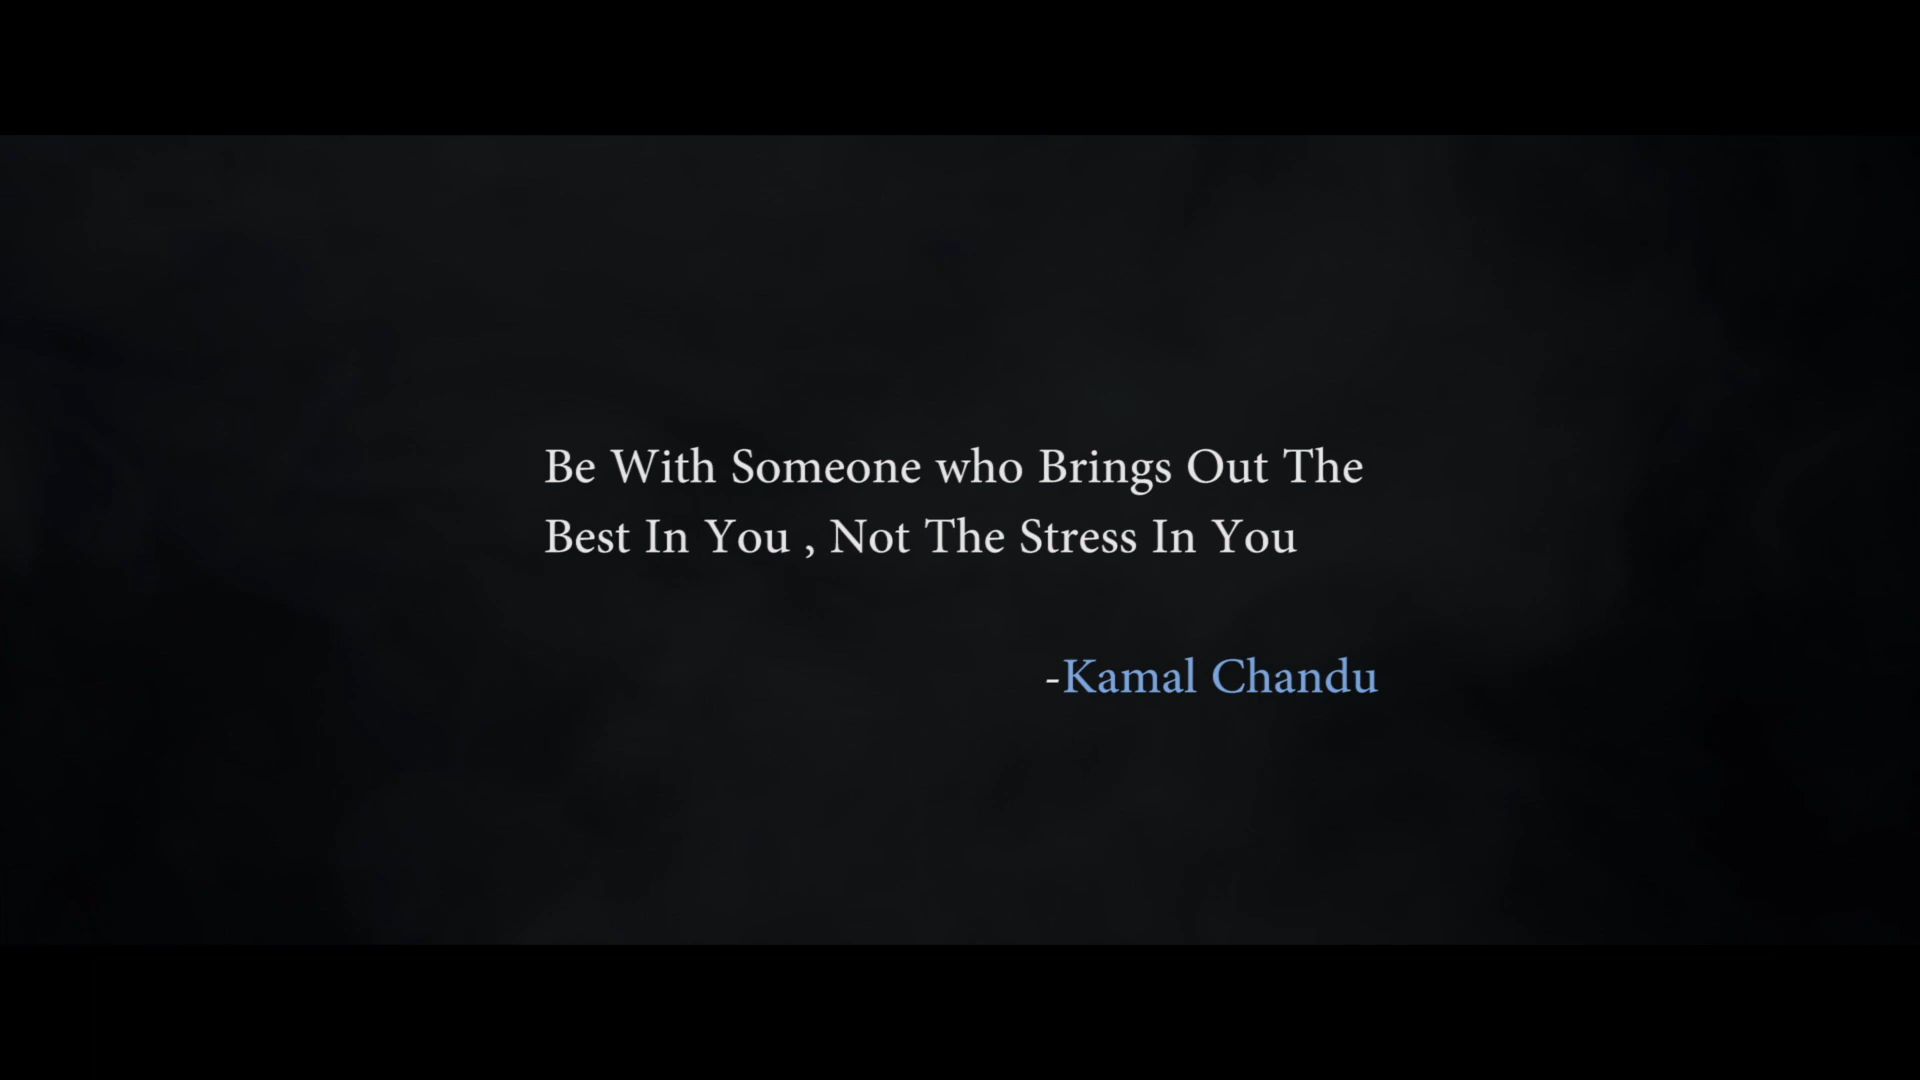 Be With Someone who Brings Out The
Best In You , Not The Stress In You
-Kamal Chandu